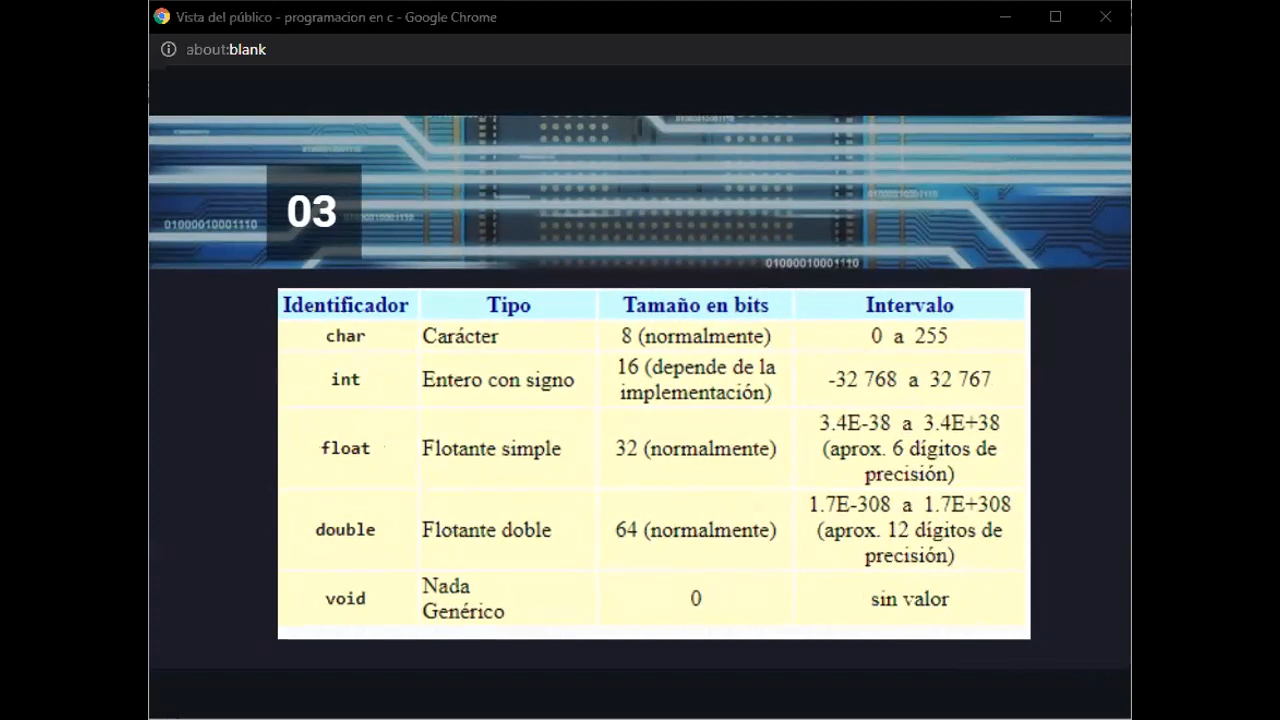 Vista del público - programacion en c - Google Chrome
about:blank
01000010001110
03
01000010001110
Identificador Tipo Tamaño en bits Intervalo
char Carácter 8 (normalmente) 0 a 255
int Entero con signo 16 (depende de la implementación) -32 768 a 32 767
float Flotante simple 32 (normalmente) 3.4E-38 a 3.4E+38 (aprox. 6 dígitos de precisión)
double Flotante doble 64 (normalmente) 1.7E-308 a 1.7E+308 (aprox. 12 dígitos de precisión)
void Nada Genérico 0 sin valor